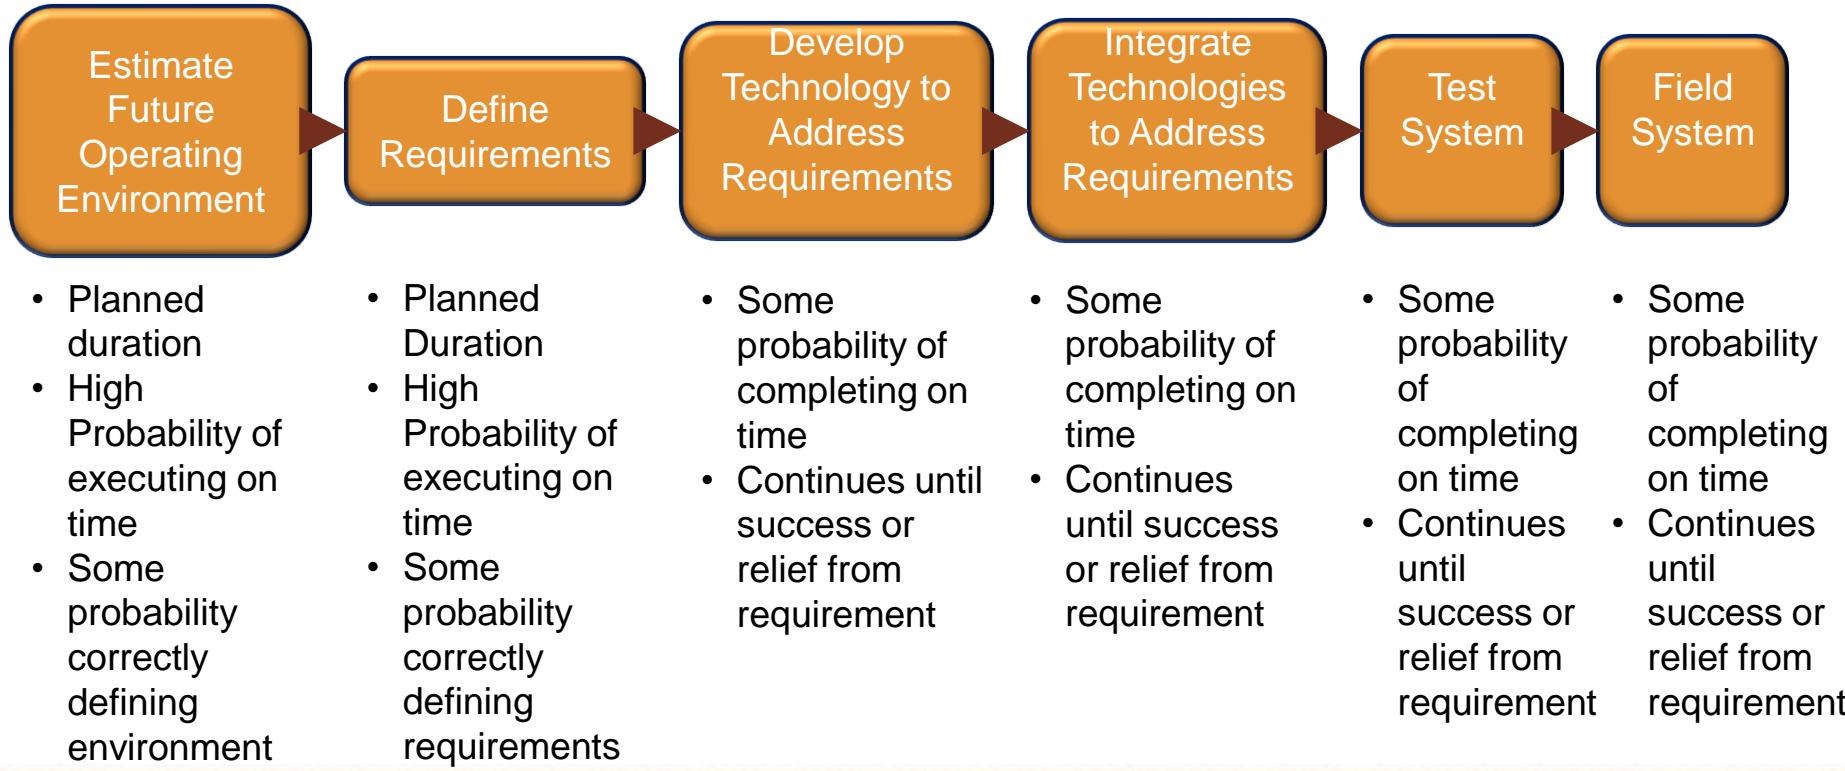 Estimate
Future
Operating
Environment
Define
Requirements
Develop
Technology to
Address
Requirements
Integrate
Technologies
to Address
Requirements
Test
System
Field
System
• Planned
duration
• High
Probability of
executing on
time
• Some
probability
correctly
defining
environment
• Planned
Duration
• High
Probability of
executing on
time
• Some
probability
correctly
defining
requirements
• Some
probability of
completing on
time
• Continues until
success or
relief from
requirement
• Some
probability of
completing on
time
• Continues
until success
or relief from
requirement
• Some
probability
of
completing
on time
• Continues
until
success or
relief from
requirement
• Some
probability
of
completing
on time
• Continues
until
success or
relief from
requirement